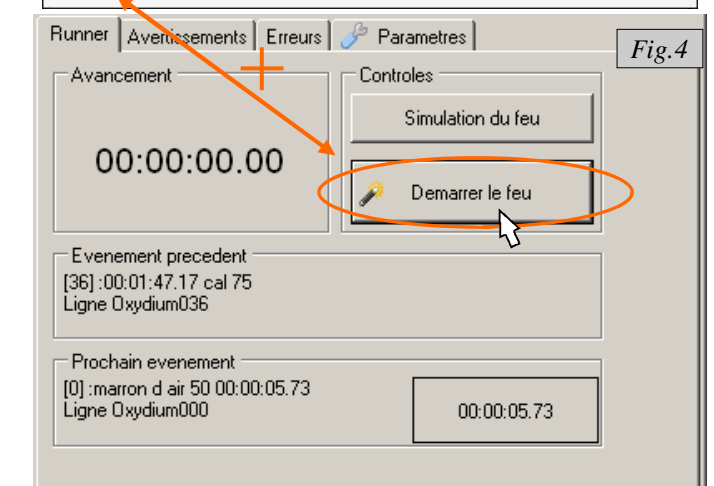 Runner Avertissements Erreurs Parametres
Fig.4
Avancement
00:00:00.00
Controles
Simulation du feu
Demarrer le feu
Evenement precedent
[36] :00:01:47.17 cal 75
Ligne Oxydium036
Prochain evenement
[0] :marron d air 50 00:00:05.73
Ligne Oxydium000
00:00:05.73